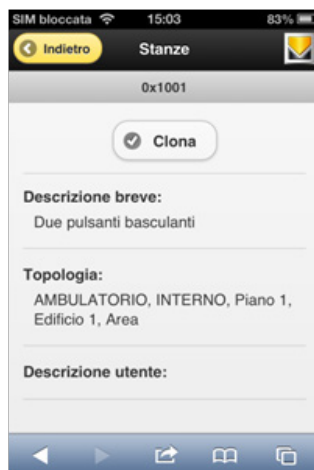 SIM bloccata 15:03 83%
Indietro Stanze
0x1001
Clona
Descrizione breve:
Due pulsanti basculanti
Topologia:
AMBULATORIO, INTERNO, Piano 1,
Edificio 1, Area
Descrizione utente: